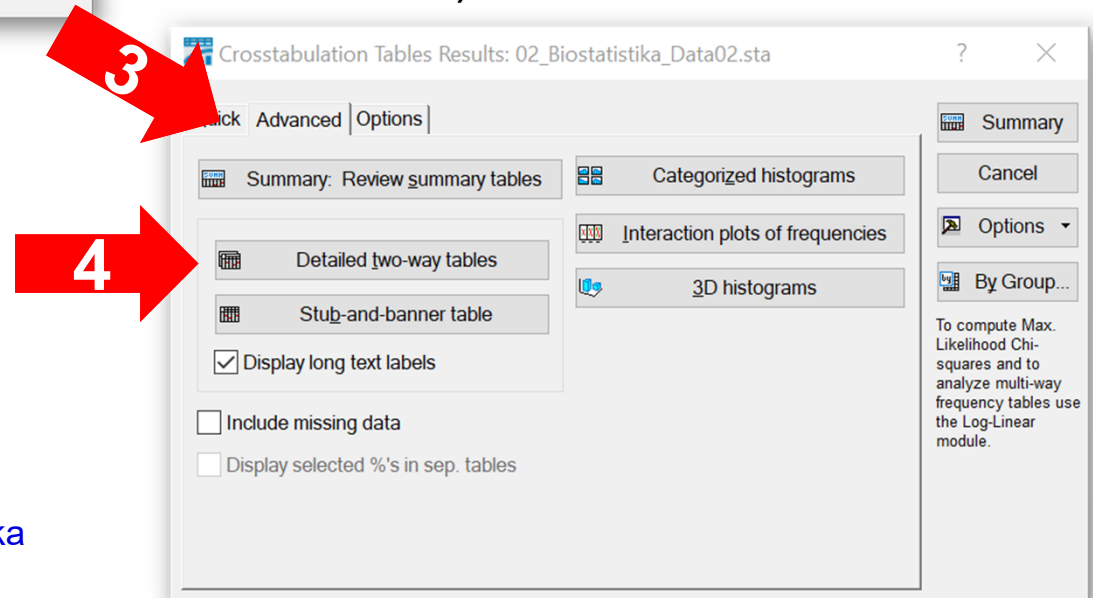 3
Crosstabulation Tables Results: 02_Biostatistika_Data02.sta
Advanced
Options
Summary
Summary: Review summary tables
Categorized histograms
Cancel
Interaction plots of frequencies
Options
4
Detailed two-way tables
3D histograms
By Group...
Stub-and-banner table
To compute Max.
Likelihood Chi-
squares and to
analyze multi-way
frequency tables use
the Log-Linear
module.
Display long text labels
Include missing data
Display selected %'s in sep. tables
ka